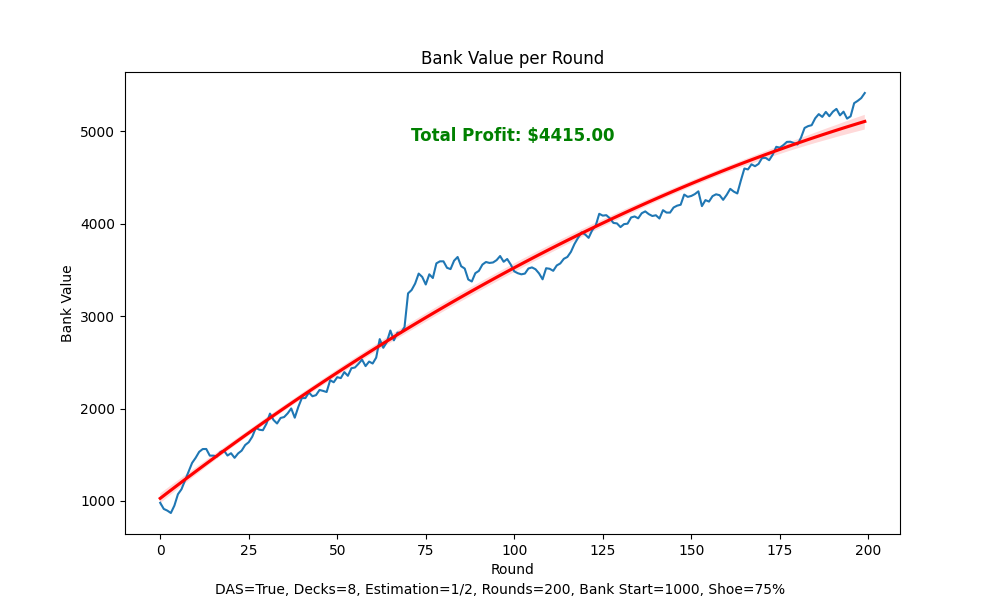 Bank Value per Round
Total Profit: $4415.00
Bank Value
5000
4000
3000
2000
1000
0 25 50 75 100 125 150 175 200
Round
DAS=True, Decks=8, Estimation=1/2, Rounds=200, Bank Start=1000, Shoe=75%